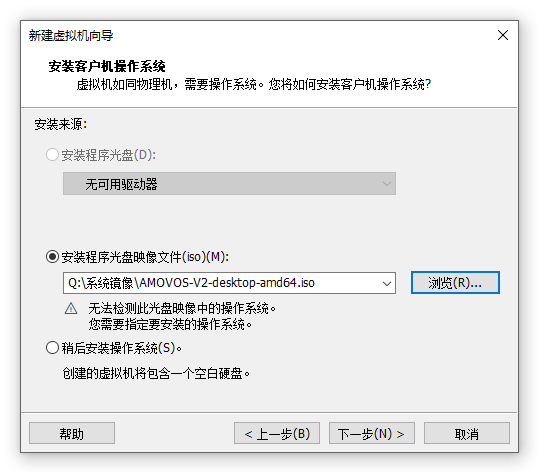 新建虚拟机向导
安装客户机操作系统
虚拟机如同物理机，需要操作系统。您将如何安装客户机操作系统?
安装来源:
安装程序光盘(D):
无可用驱动器
安装程序光盘映像文件(iso)(M):
Q:\系统镜像\AMOVOS-V2-desktop-amd64.iso
浏览(R)...
无法检测此光盘映像中的操作系统。
您需要指定要安装的操作系统。
稍后安装操作系统(S)。
创建的虚拟机将包含一个空白硬盘。
帮助
< 上一步(B)
下一步(N) >
取消